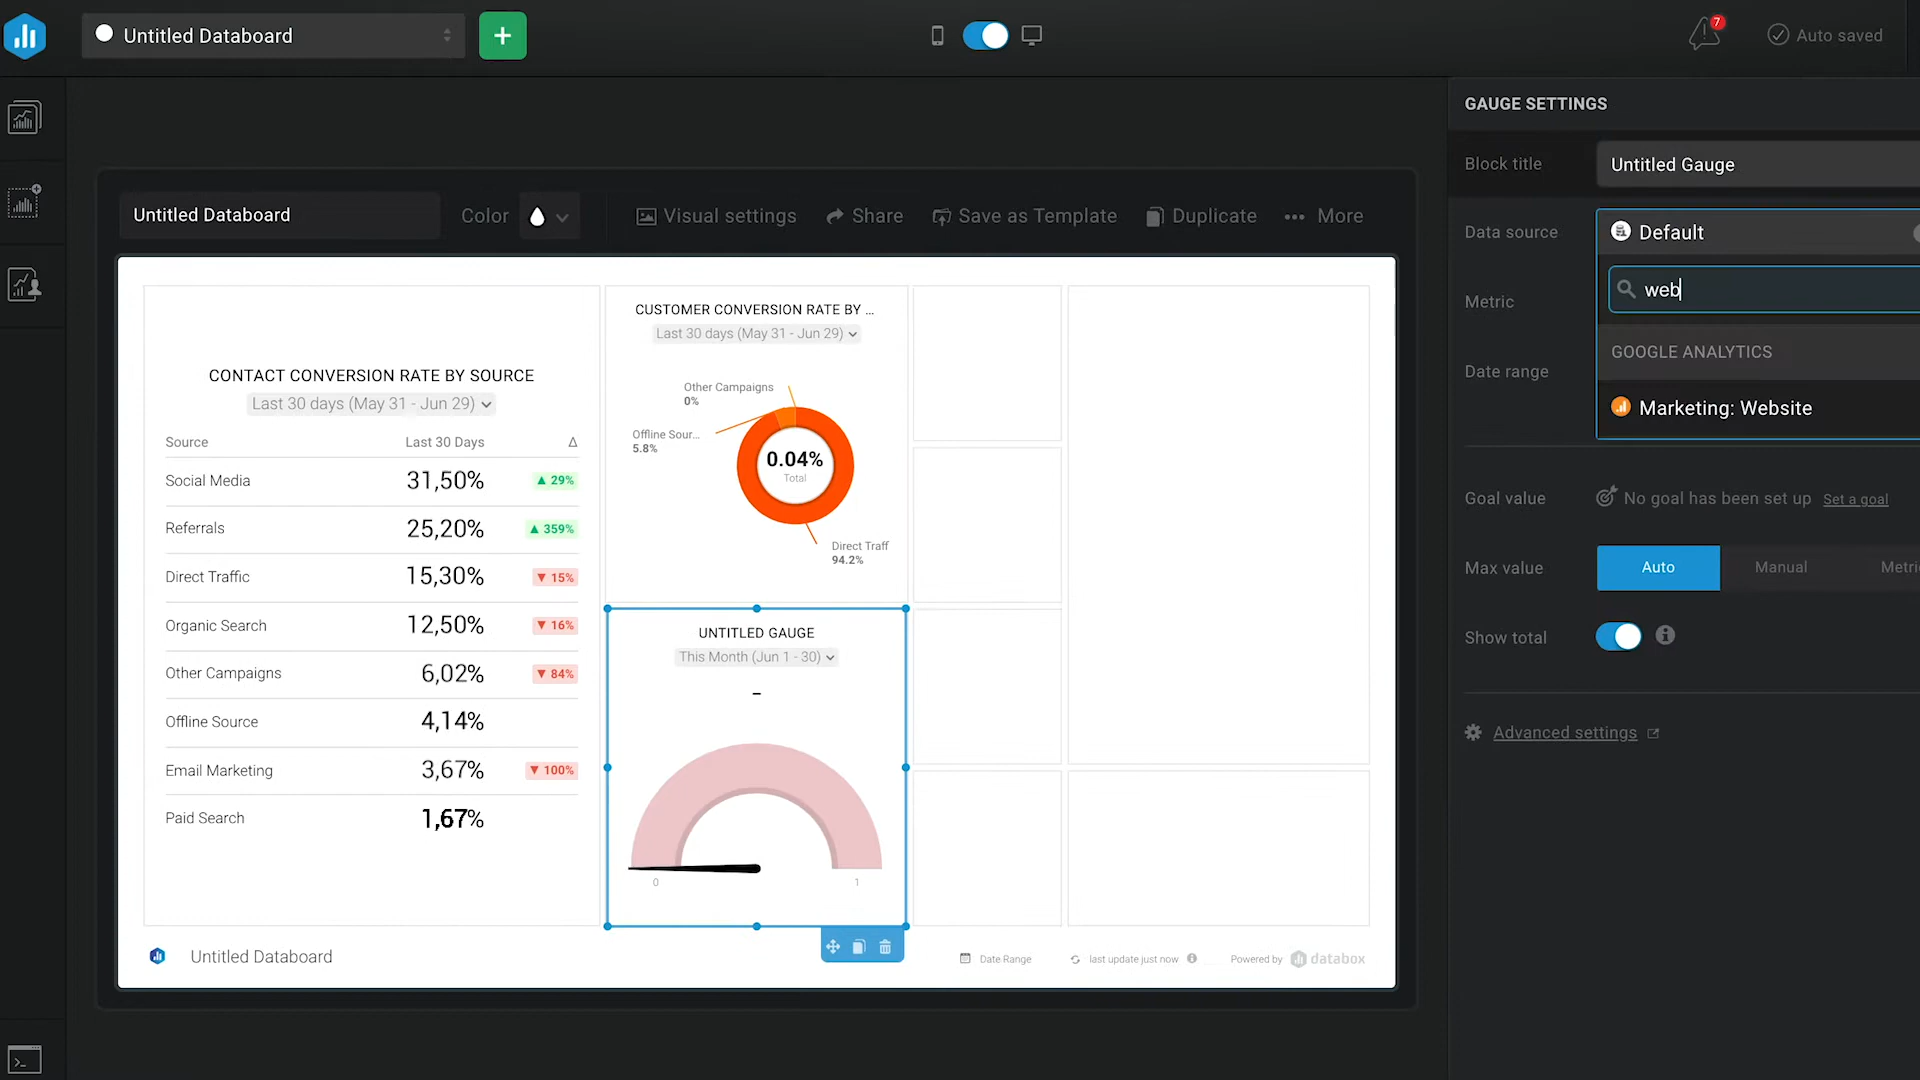 Untitled Databoard
+
7
Auto saved
Untitled Databoard
Color
Visual settings
Share
Save as Template
Duplicate
More
CONTACT CONVERSION RATE BY SOURCE
Last 30 days (May 31 - Jun 29)
Source Last 30 Days Δ
Social Media 31,50% ▲ 29%
Referrals 25,20% ▲ 359%
Direct Traffic 15,30% ▼ 15%
Organic Search 12,50% ▼ 16%
Other Campaigns 6,02% ▼ 84%
Offline Source 4,14%
Email Marketing 3,67% ▼ 100%
Paid Search 1,67%
CUSTOMER CONVERSION RATE BY ...
Last 30 days (May 31 - Jun 29)
Other Campaigns
0%
Offline Sour...
5.8%
0.04%
Total
Direct Traff
94.2%
UNTITLED GAUGE
This Month (Jun 1 - 30)
–
0 1
Untitled Databoard
Date Range
last update just now
Powered by databox
GAUGE SETTINGS
Block title Untitled Gauge
Data source Default
web
Metric
GOOGLE ANALYTICS
Date range
Marketing: Website
Goal value No goal has been set up Set a goal
Max value Auto Manual Metri
Show total
Advanced settings